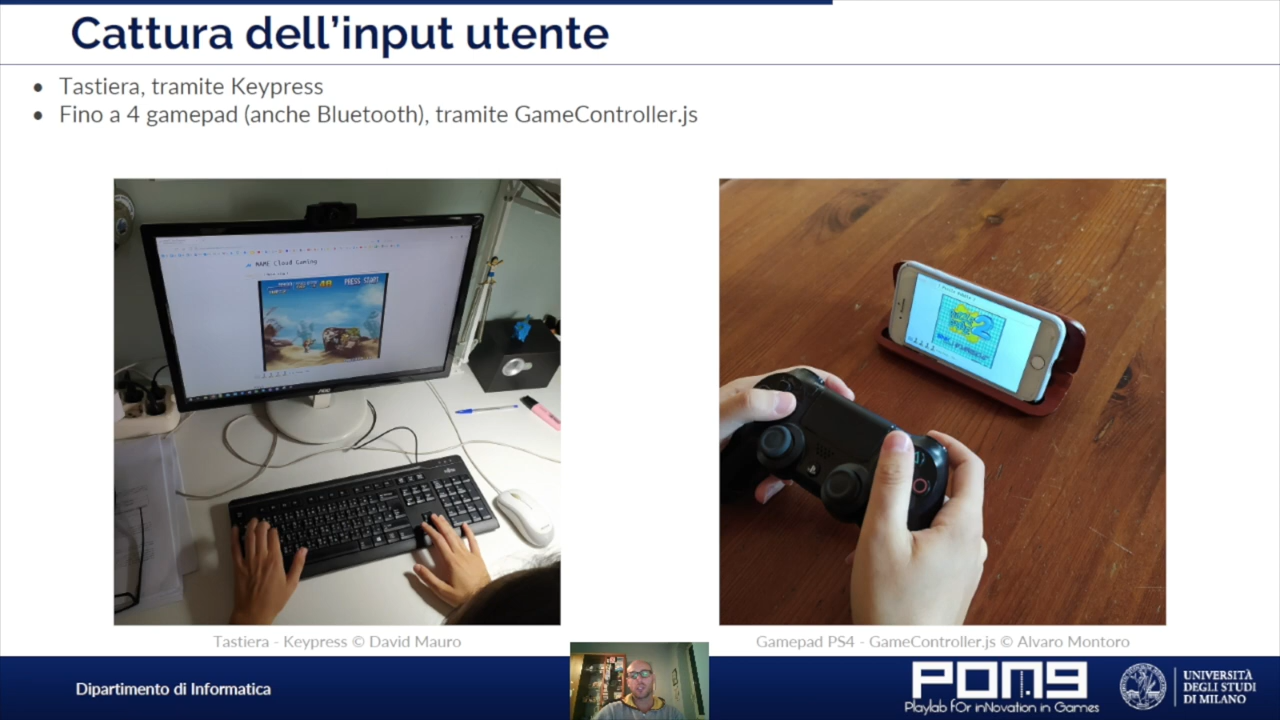 Cattura dell'input utente
Tastiera, tramite Keypress
Fino a 4 gamepad (anche Bluetooth), tramite GameController.js
MAME Cloud Gaming
PRESS START
Tastiera - Keypress © David Mauro
Gamepad PS4 - GameController.js © Alvaro Montoro
Dipartimento di Informatica
PONG
Playlab fOr inNovation in Games
UNIVERSITÀ
DEGLI STUDI
DI MILANO